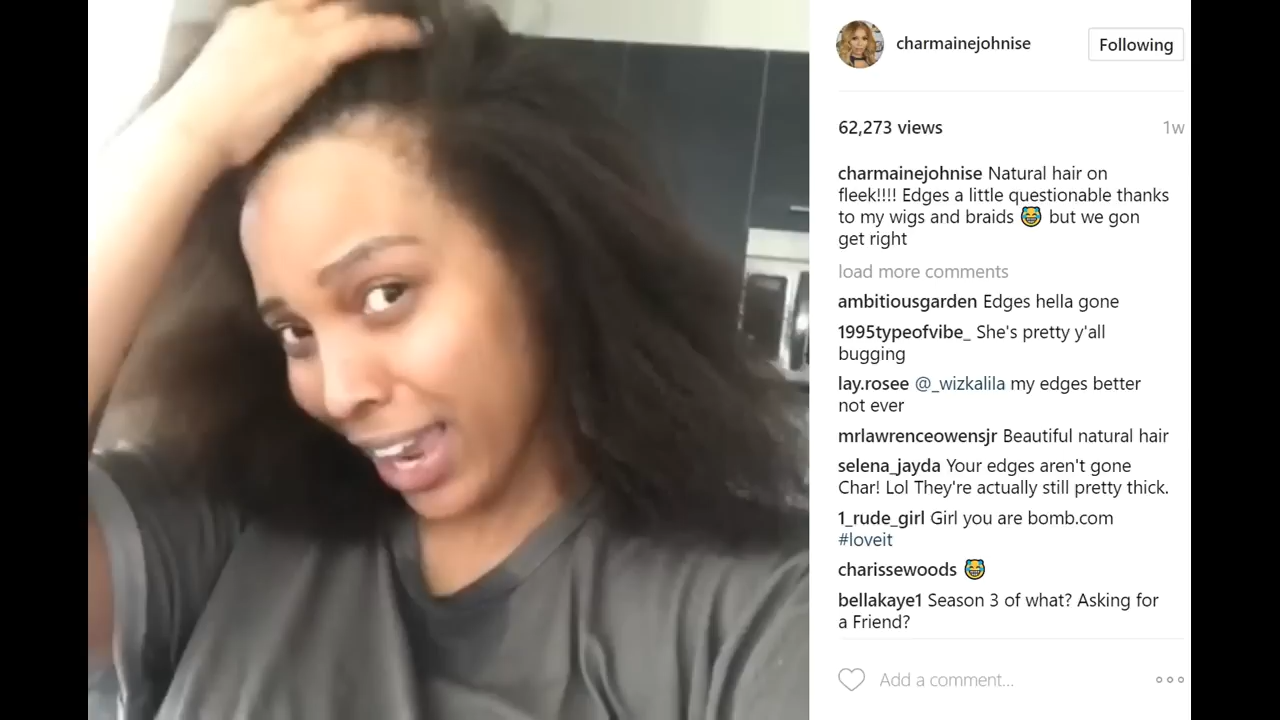 charmainejohnise
Following
62,273 views
1w
charmainejohnise Natural hair on
fleek!!!! Edges a little questionable thanks
to my wigs and braids 😹 but we gon
get right
load more comments
ambitiousgarden Edges hella gone
1995typeofvibe_ She's pretty y'all
bugging
lay.rosee @_wizkalila my edges better
not ever
mrlawrenceowensjr Beautiful natural hair
selena_jayda Your edges aren't gone
Char! Lol They're actually still pretty thick.
1_rude_girl Girl you are bomb.com
#loveit
charissewoods 😹
bellakaye1 Season 3 of what? Asking for
a Friend?
Add a comment...